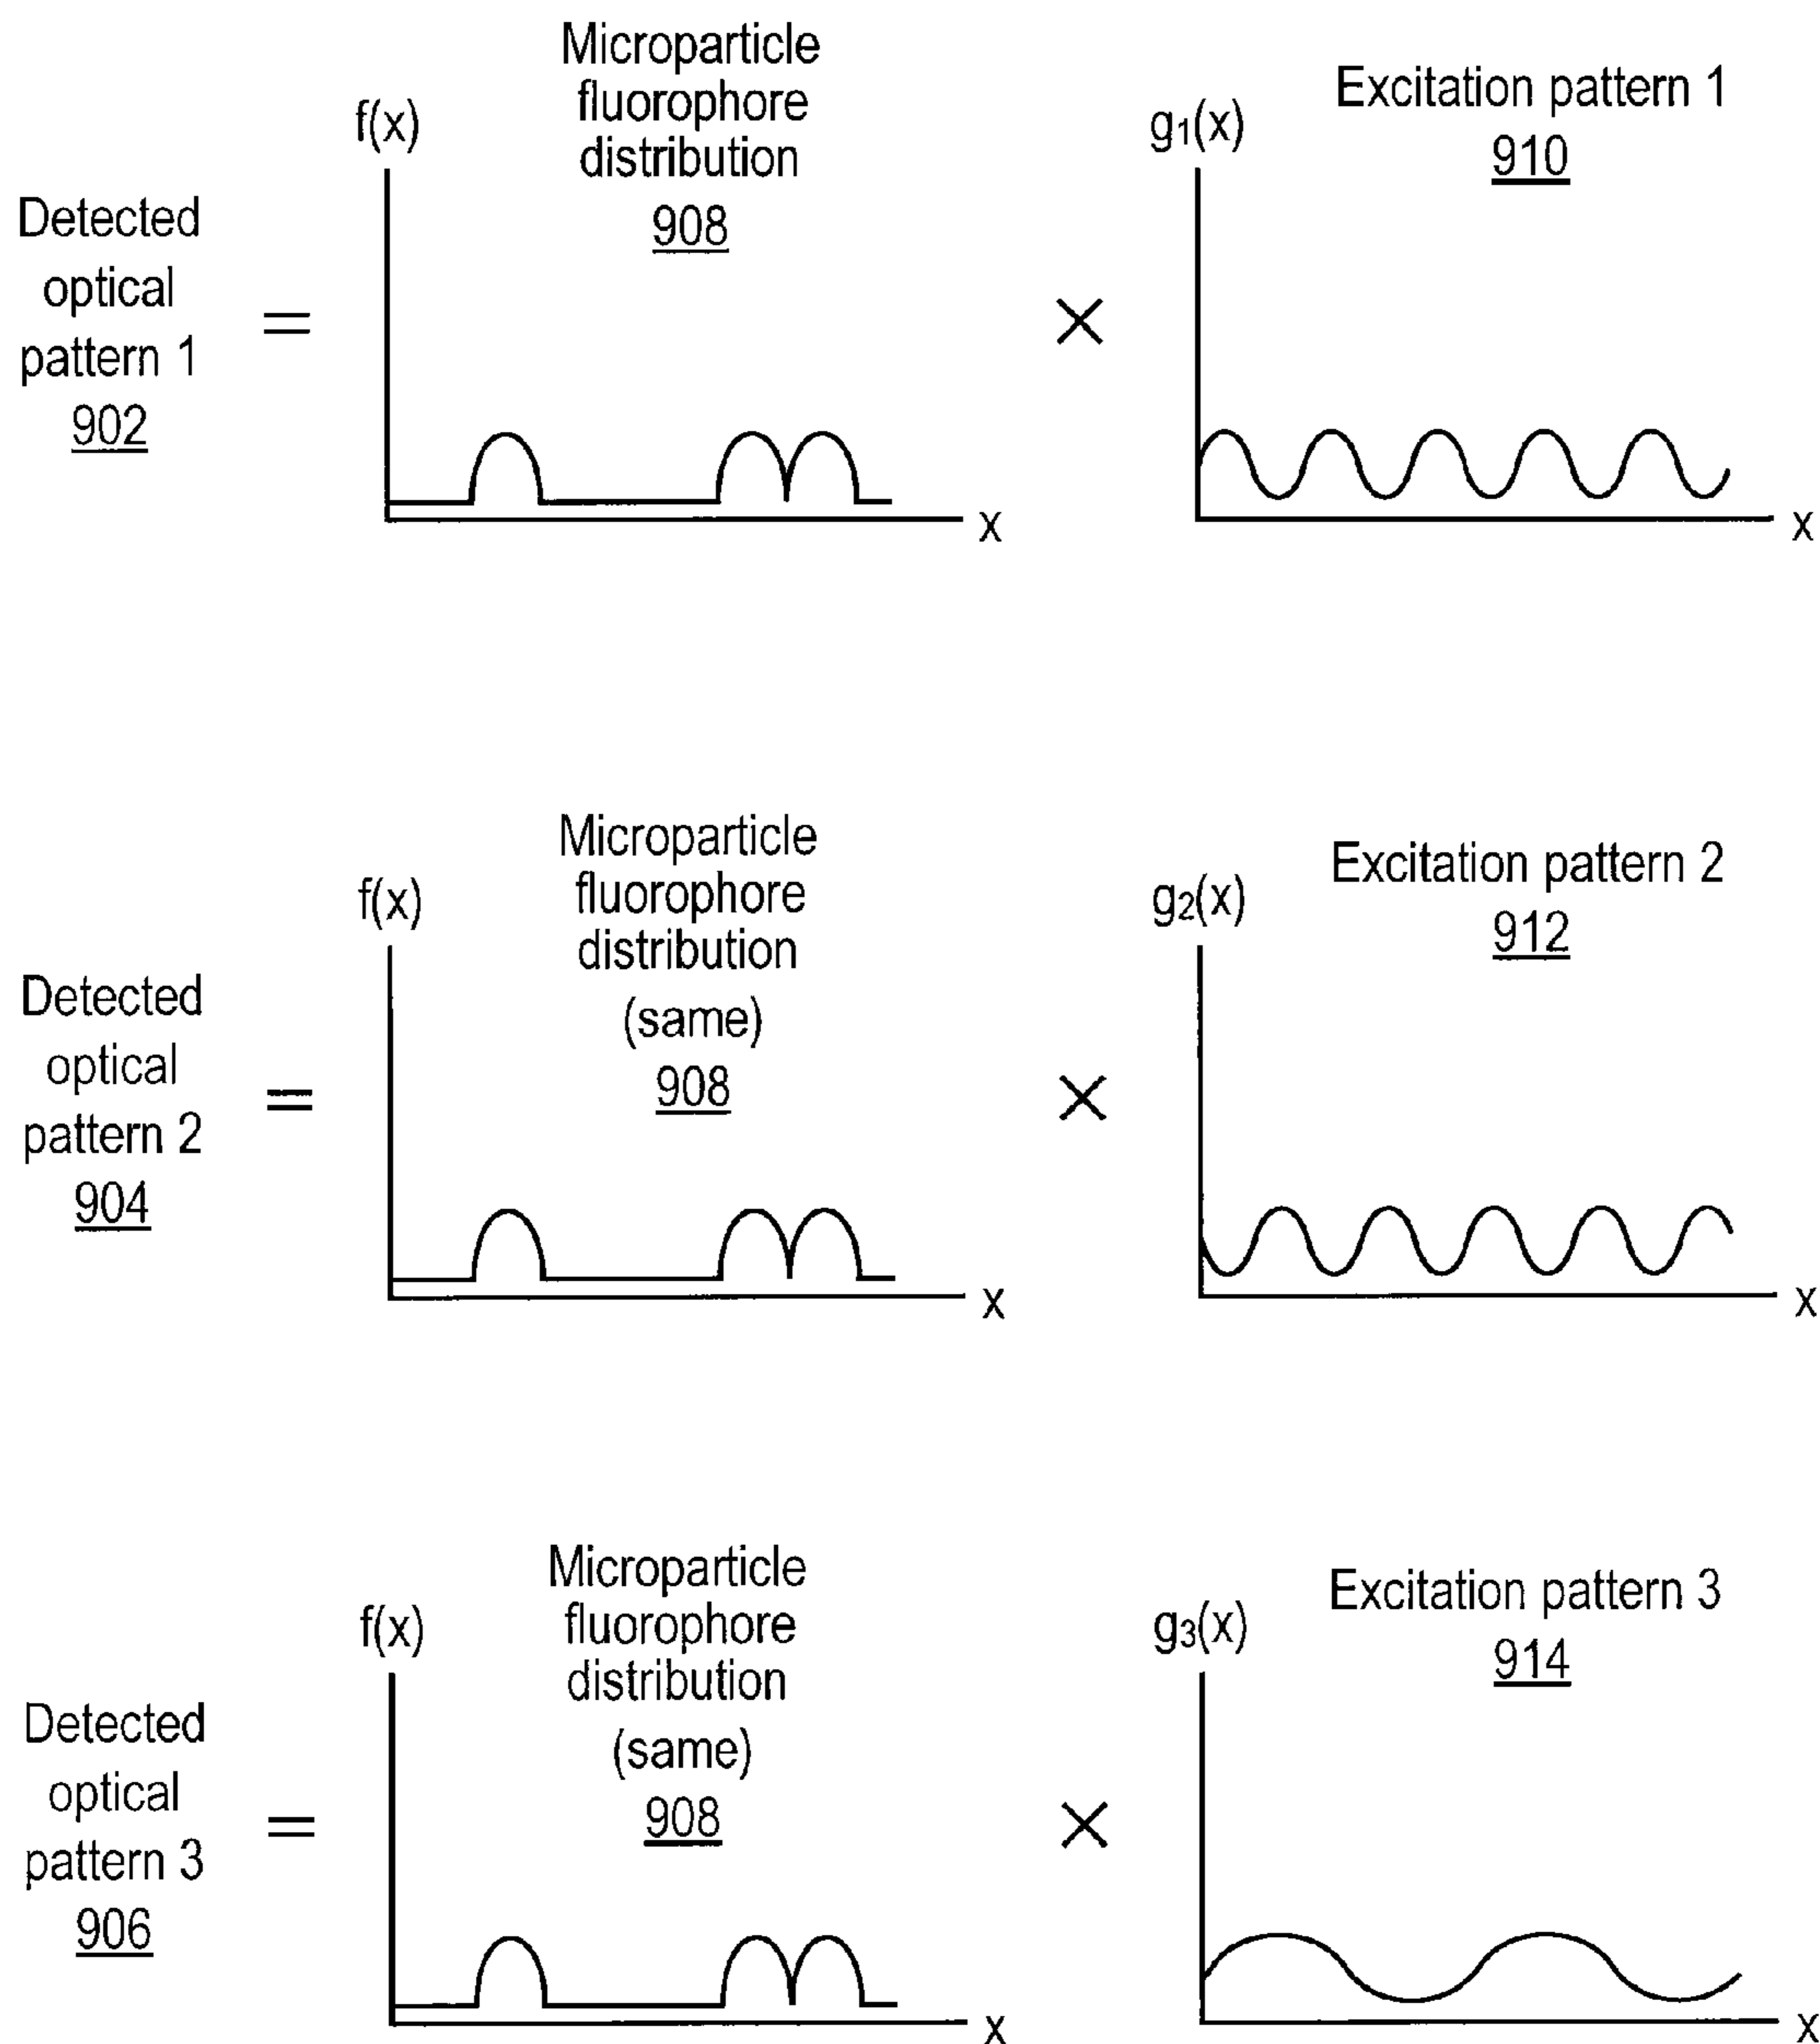 Detected
optical
pattern 1
902
=
f(x)
Microparticle
fluorophore
distribution
908
x
×
g₁(x)
Excitation pattern 1
910
x
Detected
optical
pattern 2
904
=
f(x)
Microparticle
fluorophore
distribution
(same)
908
x
×
g₂(x)
Excitation pattern 2
912
x
Detected
optical
pattern 3
906
=
f(x)
Microparticle
fluorophore
distribution
(same)
908
x
×
g₃(x)
Excitation pattern 3
914
x